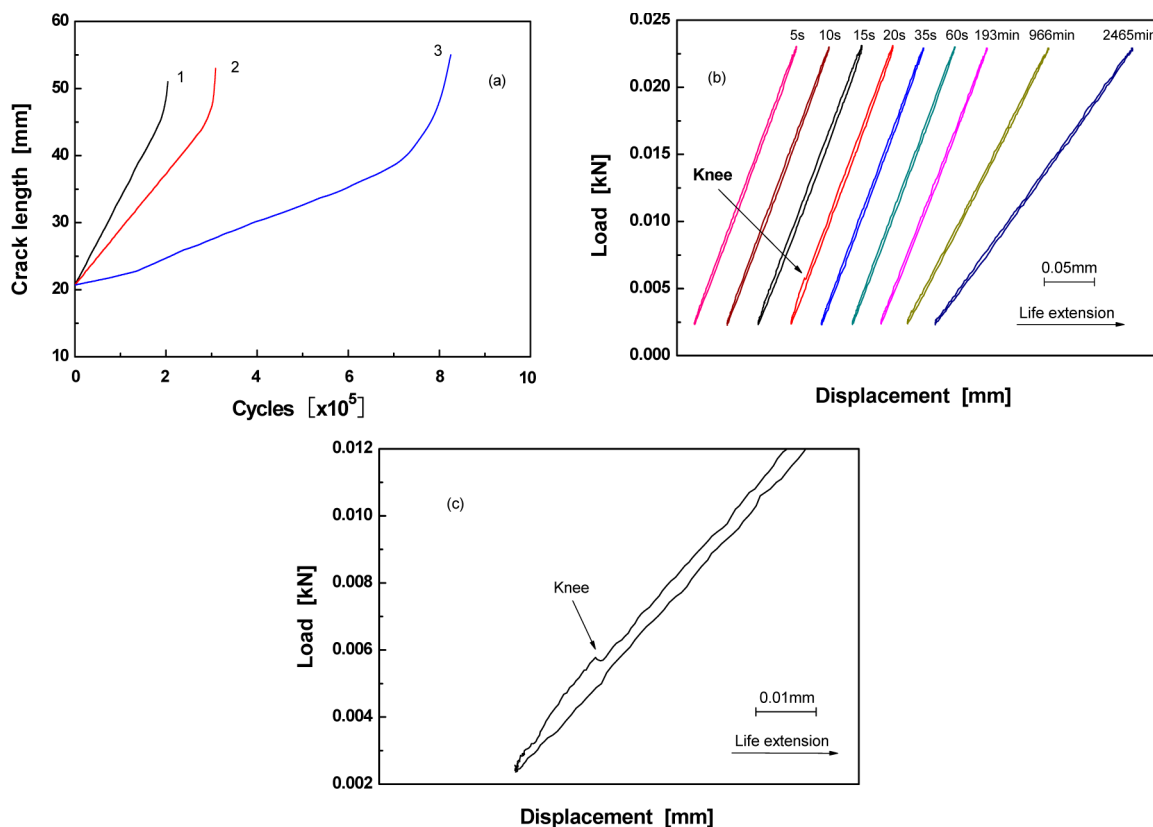 60
50
40
30
20
10
0
2
4
6
8
10
Crack length [mm]
Cycles [x10⁵]
1
2
3
(a)
0.025
0.020
0.015
0.010
0.005
0.000
Load [kN]
Displacement [mm]
(b)
5s 10s 15s 20s 35s 60s 193min 966min 2465min
Knee
0.05mm
Life extension
0.012
0.010
0.008
0.006
0.004
0.002
Load [kN]
Displacement [mm]
(c)
Knee
0.01mm
Life extension